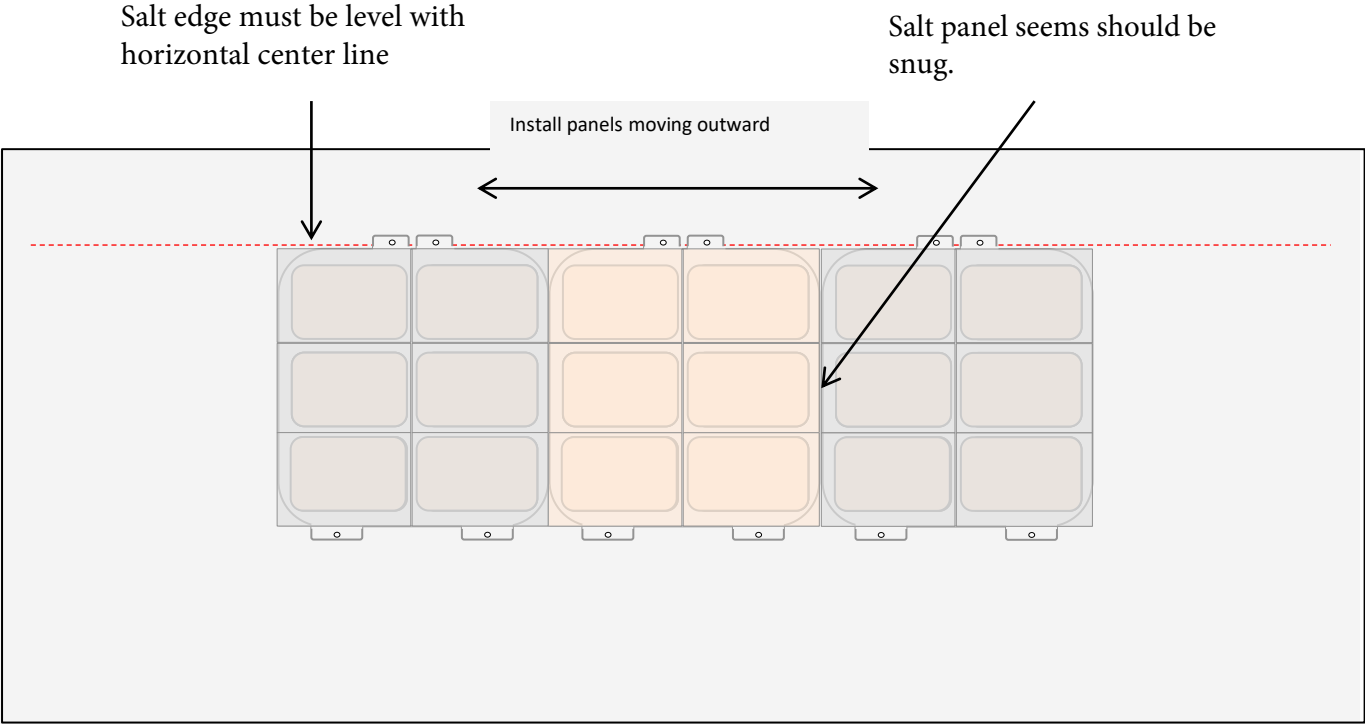 Salt edge must be level with
horizontal center line
Salt panel seems should be
snug.
Install panels moving outward